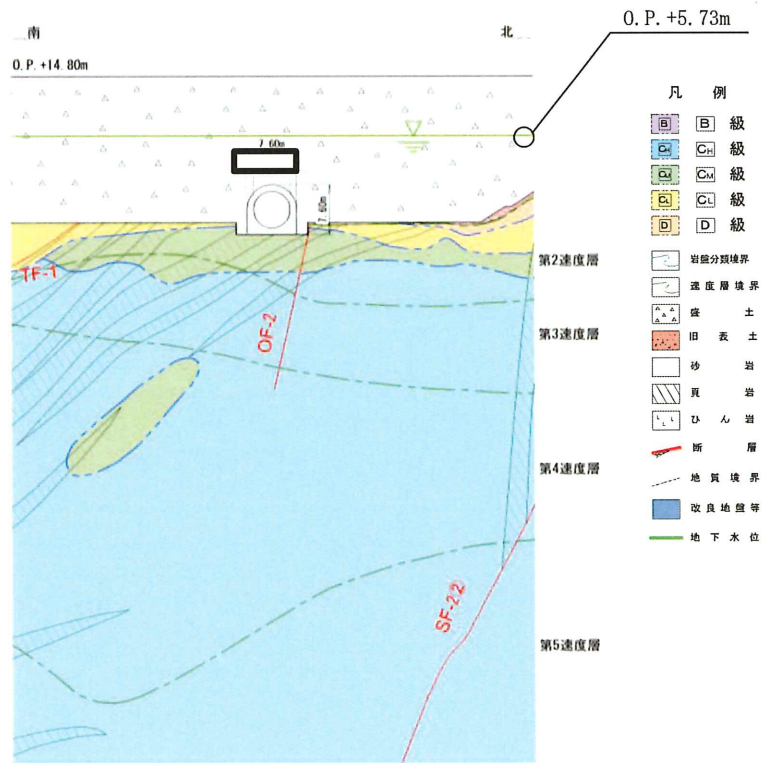 O.P.+5.73m
南
北
O.P.+14.80m
7.60m
7.60m
TF-1
OF-2
SF-22
第2速度層
第3速度層
第4速度層
第5速度層
凡 例
B B 級
CH CH 級
CM CM 級
CL CL 級
D D 級
岩盤分類境界
速度層境界
盛 土
旧 表 土
砂 岩
頁 岩
ひ ん 岩
断 層
地 質 境 界
改 良 地 盤 等
地 下 水 位